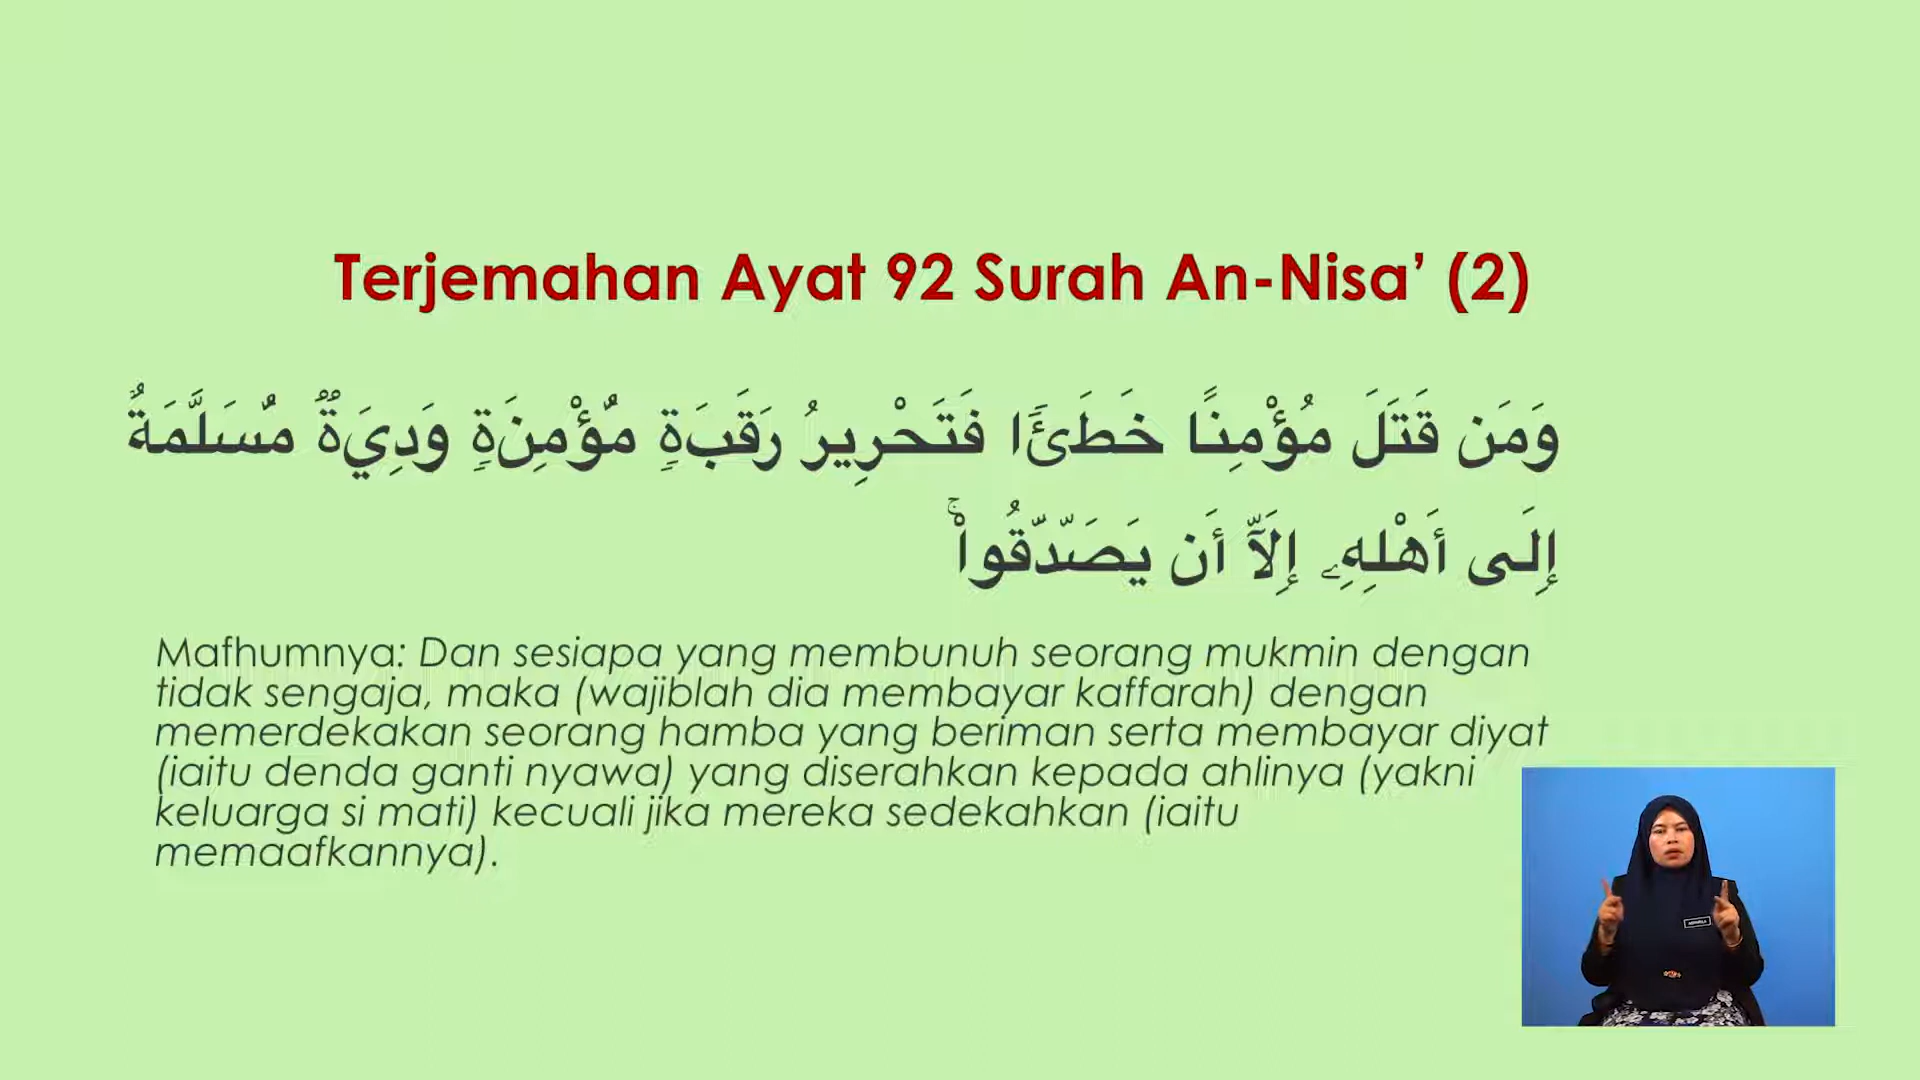 Terjemahan Ayat 92 Surah An-Nisa’ (2)
وَمَن قَتَلَ مُؤْمِنًا خَطَـًٔا فَتَحْرِيرُ رَقَبَةٖ مُّؤْمِنَةٖ وَدِيَةٞ مُّسَلَّمَةٌ
إِلَى أَهْلِهِۦ إِلَّآ أَن يَصَّدَّقُواْۚ
Mafhumnya: Dan sesiapa yang membunuh seorang mukmin dengan
tidak sengaja, maka (wajiblah dia membayar kaffarah) dengan
memerdekakan seorang hamba yang beriman serta membayar diyat
(iaitu denda ganti nyawa) yang diserahkan kepada ahlinya (yakni
keluarga si mati) kecuali jika mereka sedekahkan (iaitu
memaafkannya).